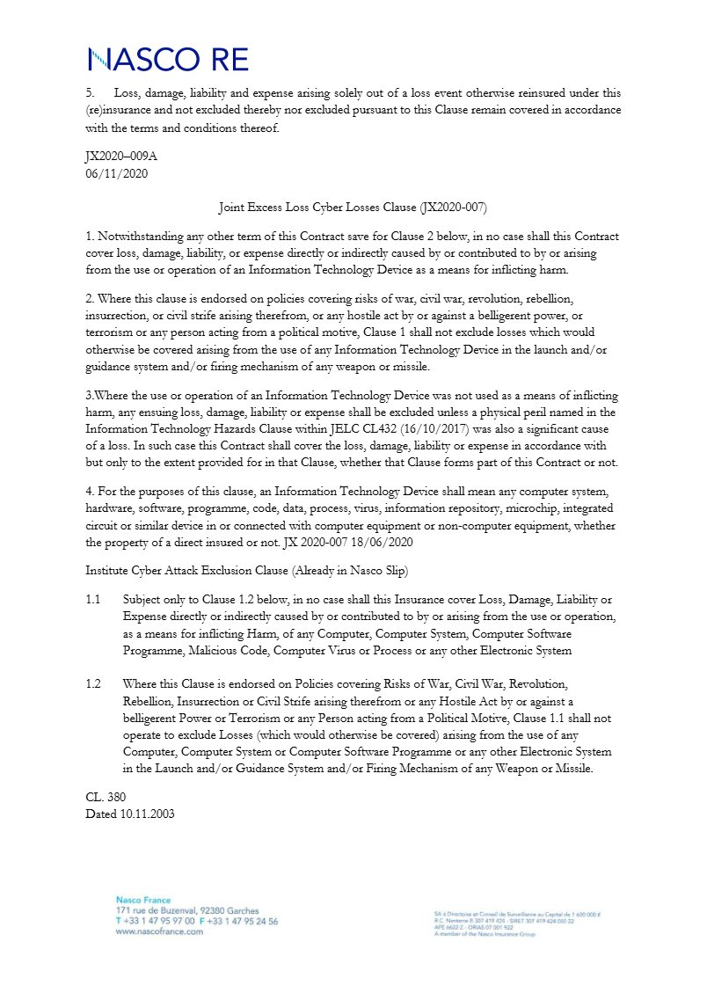 NASCO RE
5. Loss, damage, liability and expense arising solely out of a loss event otherwise reinsured under this
(re)insurance and not excluded thereby nor excluded pursuant to this Clause remain covered in accordance
with the terms and conditions thereof.
JX2020–009A
06/11/2020
Joint Excess Loss Cyber Losses Clause (JX2020-007)
1. Notwithstanding any other term of this Contract save for Clause 2 below, in no case shall this Contract
cover loss, damage, liability, or expense directly or indirectly caused by or contributed to by or arising
from the use or operation of an Information Technology Device as a means for inflicting harm.
2. Where this clause is endorsed on policies covering risks of war, civil war, revolution, rebellion,
insurrection, or civil strife arising therefrom, or any hostile act by or against a belligerent power, or
terrorism or any person acting from a political motive, Clause 1 shall not exclude losses which would
otherwise be covered arising from the use of any Information Technology Device in the launch and/or
guidance system and/or firing mechanism of any weapon or missile.
3.Where the use or operation of an Information Technology Device was not used as a means of inflicting
harm, any ensuing loss, damage, liability or expense shall be excluded unless a physical peril named in the
Information Technology Hazards Clause within JELC CL432 (16/10/2017) was also a significant cause
of a loss. In such case this Contract shall cover the loss, damage, liability or expense in accordance with
but only to the extent provided for in that Clause, whether that Clause forms part of this Contract or not.
4. For the purposes of this clause, an Information Technology Device shall mean any computer system,
hardware, software, programme, code, data, process, virus, information repository, microchip, integrated
circuit or similar device in or connected with computer equipment or non-computer equipment, whether
the property of a direct insured or not. JX 2020-007 18/06/2020
Institute Cyber Attack Exclusion Clause (Already in Nasco Slip)
1.1 Subject only to Clause 1.2 below, in no case shall this Insurance cover Loss, Damage, Liability or
Expense directly or indirectly caused by or contributed to by or arising from the use or operation,
as a means for inflicting Harm, of any Computer, Computer System, Computer Software
Programme, Malicious Code, Computer Virus or Process or any other Electronic System
1.2 Where this Clause is endorsed on Policies covering Risks of War, Civil War, Revolution,
Rebellion, Insurrection or Civil Strife arising therefrom or any Hostile Act by or against a
belligerent Power or Terrorism or any Person acting from a Political Motive, Clause 1.1 shall not
operate to exclude Losses (which would otherwise be covered) arising from the use of any
Computer, Computer System or Computer Software Programme or any other Electronic System
in the Launch and/or Guidance System and/or Firing Mechanism of any Weapon or Missile.
CL. 380
Dated 10.11.2003
Nasco France
171 rue de Buzenval, 92380 Garches
T +33 1 47 95 97 00 F +33 1 47 95 24 56
www.nascofrance.com
SA à Directoire et Conseil de Surveillance au Capital de 1 600 000 €
R.C. Nanterre B 307 419 424 - SIRET 307 419 424 000 22
APE 6622 Z - ORIAS 07 001 922
A member of the Nasco Insurance Group